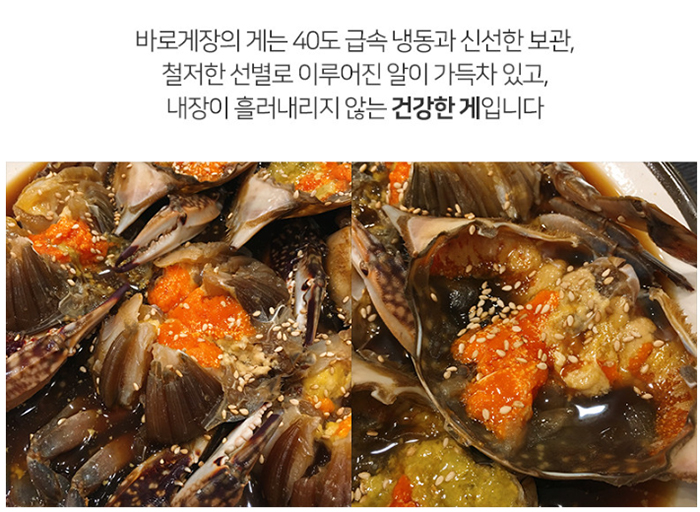 바로게장의 게는 40도 급속 냉동과 신선한 보관,
철저한 선별로 이루어진 알이 가득차 있고,
내장이 흘러내리지 않는 건강한 게입니다